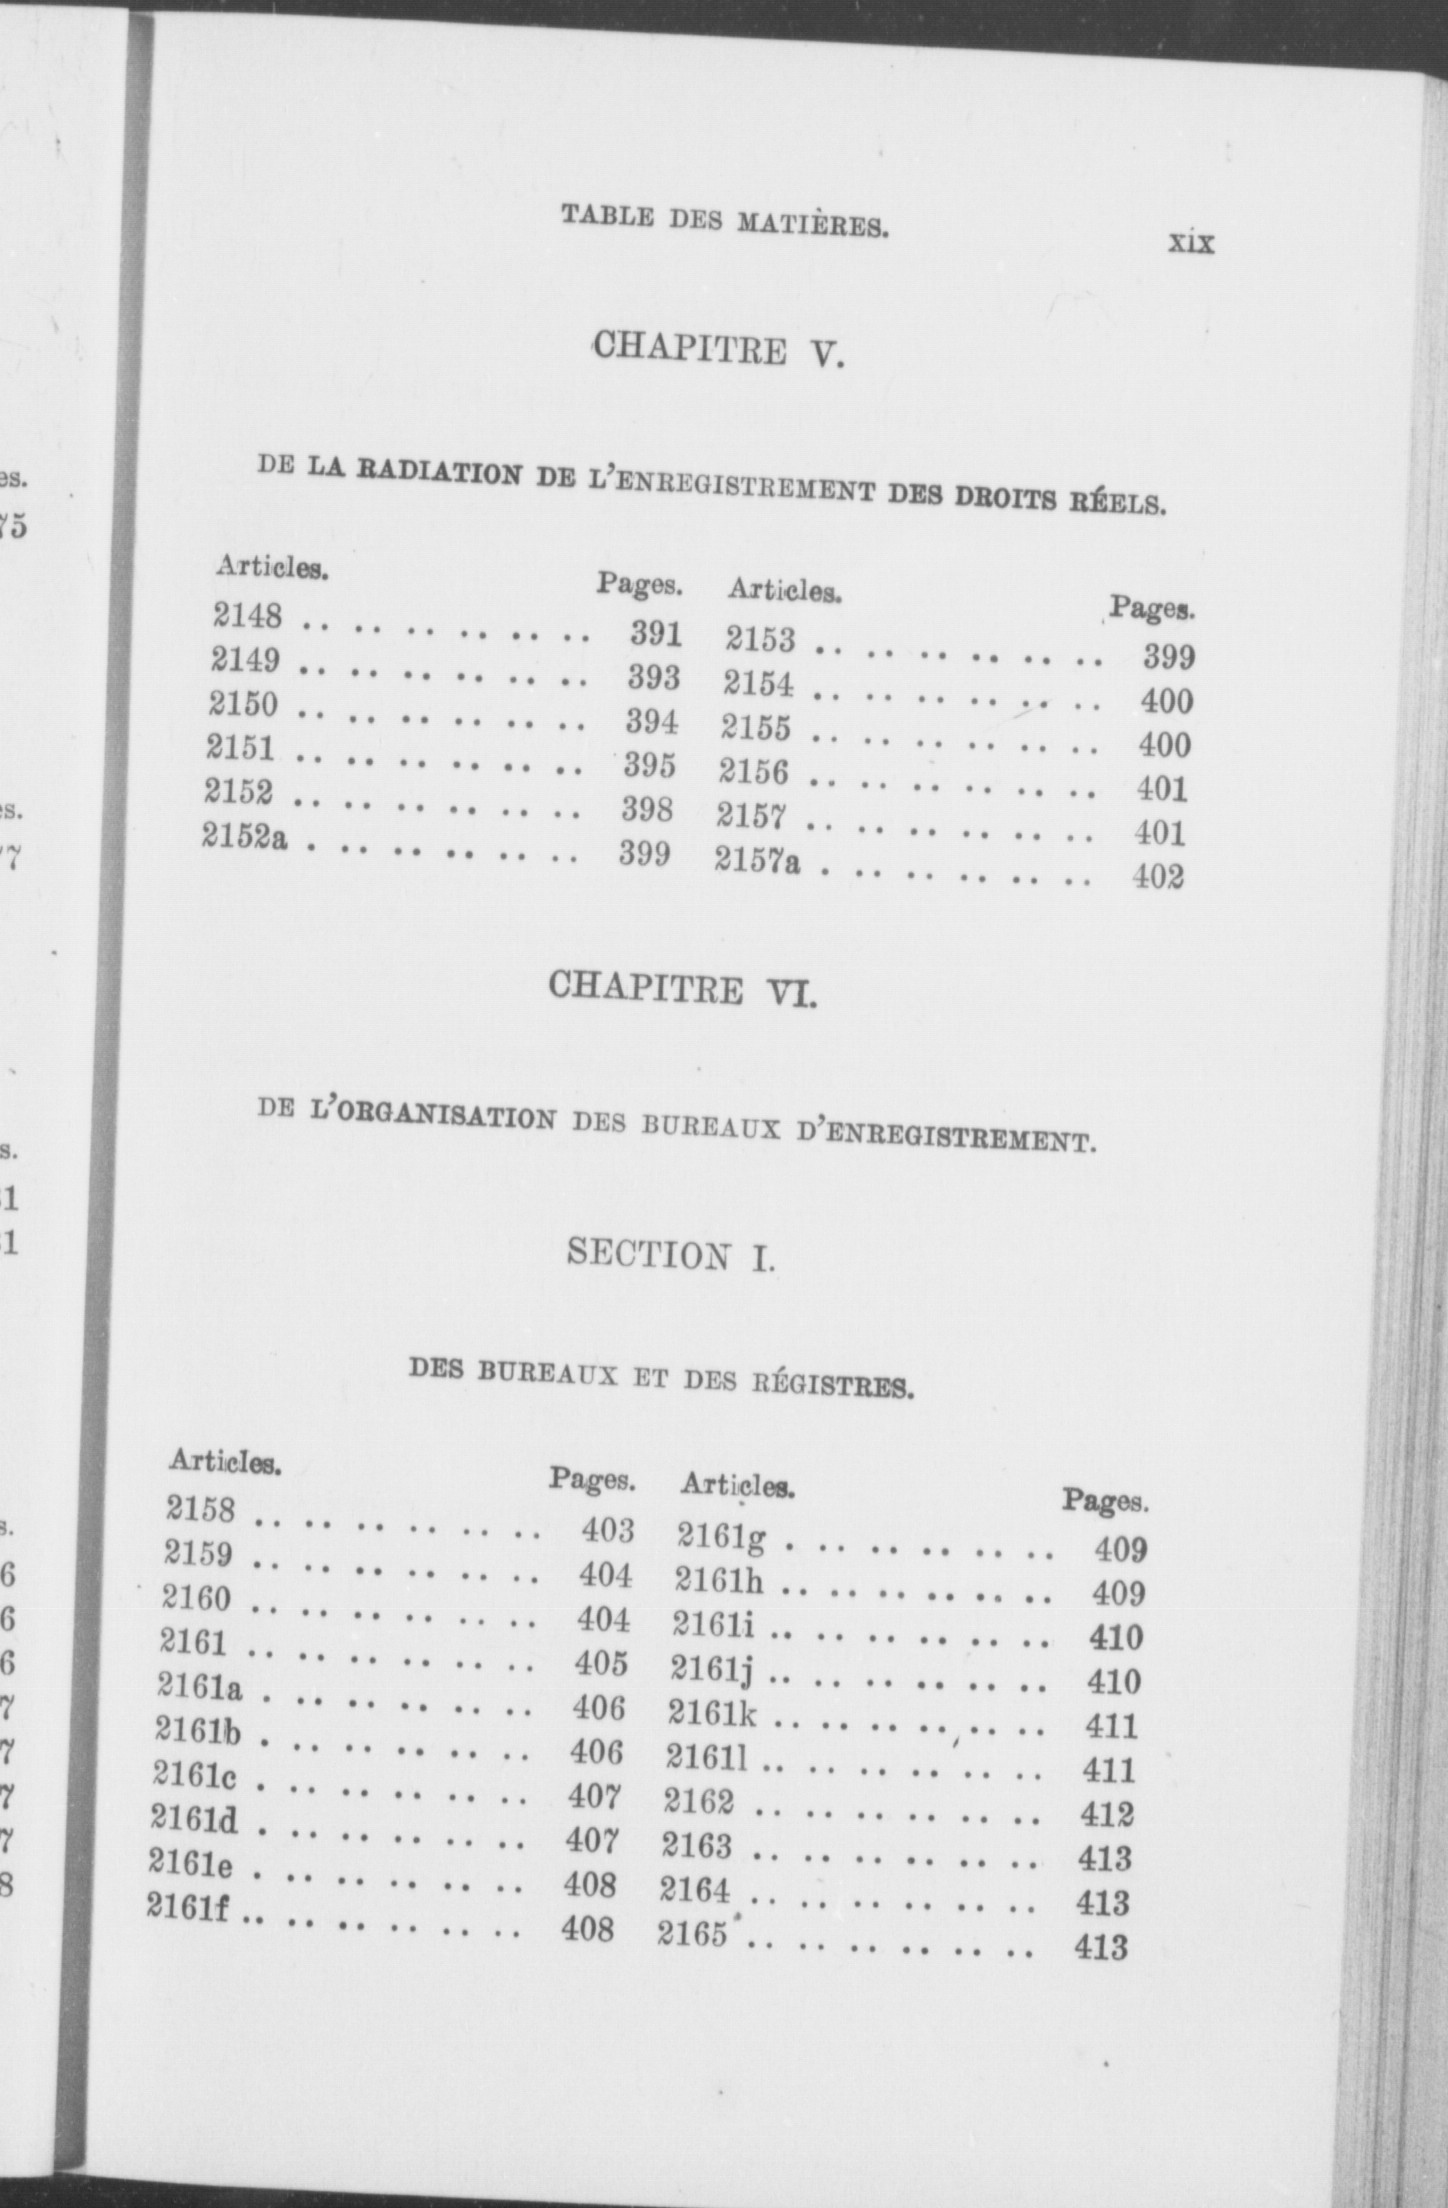 TABLE DES MATIÈRES. xix
CHAPITRE V.
DE LA RADIATION DE L'ENREGISTREMENT DES DROITS RÉELS.
Articles. Pages. Articles. Pages.
2148 .. .. .. .. .. .. 391 2153 .. .. .. .. .. .. 399
2149 .. .. .. .. .. .. 393 2154 .. .. .. .. .. .. 400
2150 .. .. .. .. .. .. 394 2155 .. .. .. .. .. .. 400
2151 .. .. .. .. .. .. 395 2156 .. .. .. .. .. .. 401
2152 .. .. .. .. .. .. 398 2157 .. .. .. .. .. .. 401
2152a . .. .. .. .. .. 399 2157a . .. .. .. .. .. 402
CHAPITRE VI.
DE L'ORGANISATION DES BUREAUX D'ENREGISTREMENT.
SECTION I.
DES BUREAUX ET DES RÉGISTRES.
Articles. Pages. Articles. Pages.
2158 .. .. .. .. .. .. 403 2161g . .. .. .. .. .. 409
2159 .. .. .. .. .. .. 404 2161h .. .. .. .. .. .. 409
2160 .. .. .. .. .. .. 404 2161i .. .. .. .. .. .. 410
2161 .. .. .. .. .. .. 405 2161j .. .. .. .. .. .. 410
2161a . .. .. .. .. .. 406 2161k .. .. .. .. .. .. 411
2161b . .. .. .. .. .. 406 2161l .. .. .. .. .. .. 411
2161c . .. .. .. .. .. 407 2162 .. .. .. .. .. .. 412
2161d . .. .. .. .. .. 407 2163 .. .. .. .. .. .. 413
2161e . .. .. .. .. .. 408 2164 .. .. .. .. .. .. 413
2161f .. .. .. .. .. .. 408 2165 .. .. .. .. .. .. 413